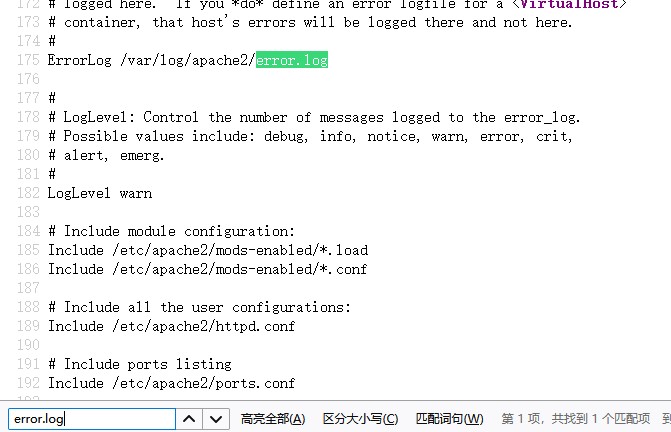 172 # logged here.  If you *do* define an error logfile for a <VirtualHost>
173 # container, that host's errors will be logged there and not here.
174 #
175 ErrorLog /var/log/apache2/error.log
176
177 #
178 # LogLevel: Control the number of messages logged to the error_log.
179 # Possible values include: debug, info, notice, warn, error, crit,
180 # alert, emerg.
181 #
182 LogLevel warn
183
184 # Include module configuration:
185 Include /etc/apache2/mods-enabled/*.load
186 Include /etc/apache2/mods-enabled/*.conf
187
188 # Include all the user configurations:
189 Include /etc/apache2/httpd.conf
190
191 # Include ports listing
192 Include /etc/apache2/ports.conf
error.log 高亮全部(A) 区分大小写(C) 匹配词句(W) 第 1 项，共找到 1 个匹配项